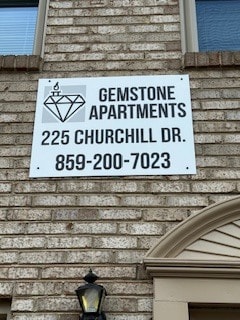 GEMSTONE
APARTMENTS
225 CHURCHILL DR.
859-200-7023